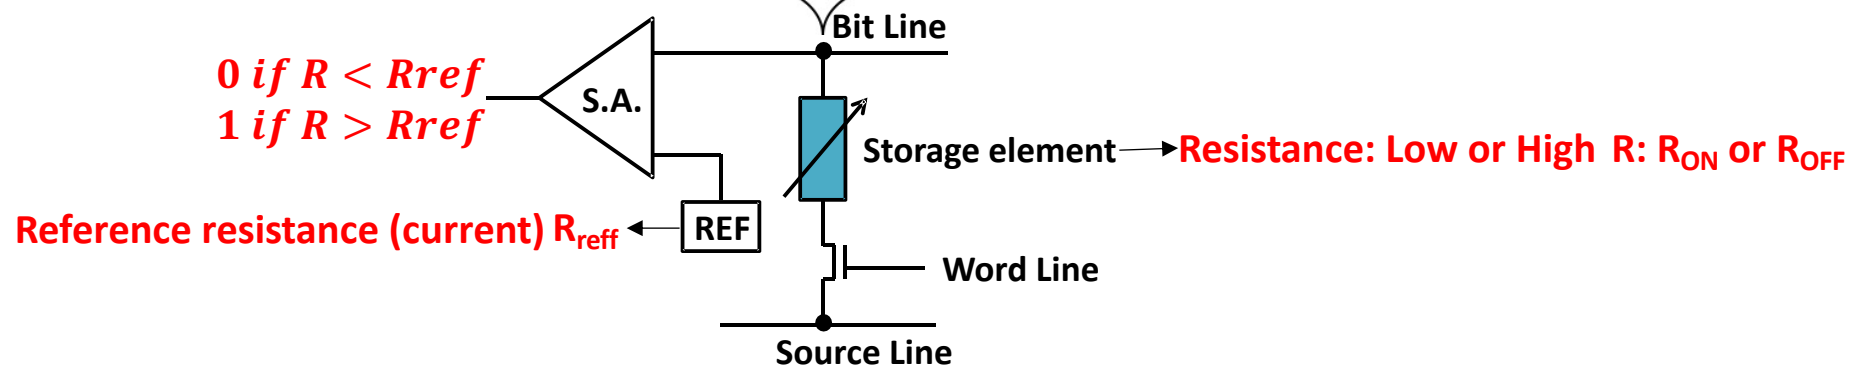 Bit Line
0 if R < Rref
1 if R > Rref
S.A.
Storage element
Resistance: Low or High R: RON or ROFF
Reference resistance (current) Rreff
REF
Word Line
Source Line